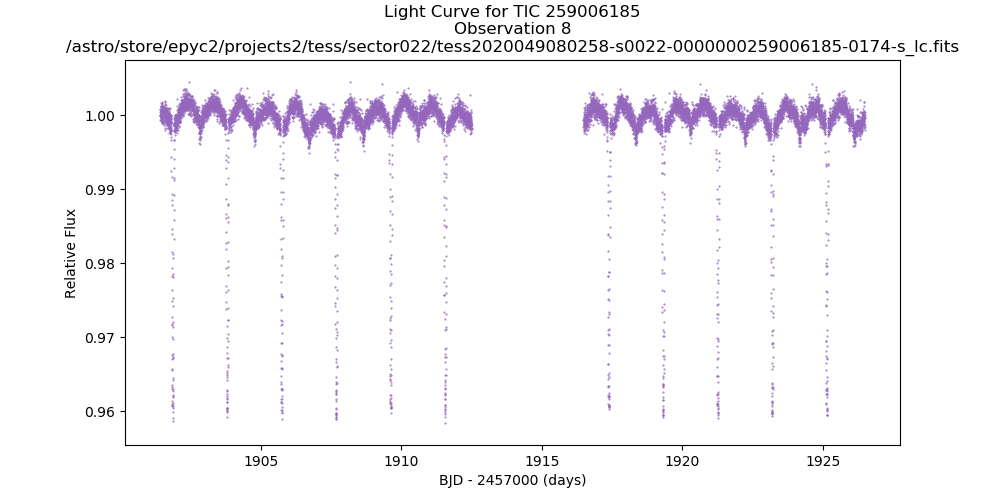 Light Curve for TIC 259006185
Observation 8
/astro/store/epyc2/projects2/tess/sector022/tess2020049080258-s0022-0000000259006185-0174-s_lc.fits
1.00
0.99
0.98
0.97
0.96
Relative Flux
1905
1910
1915
1920
1925
BJD - 2457000 (days)